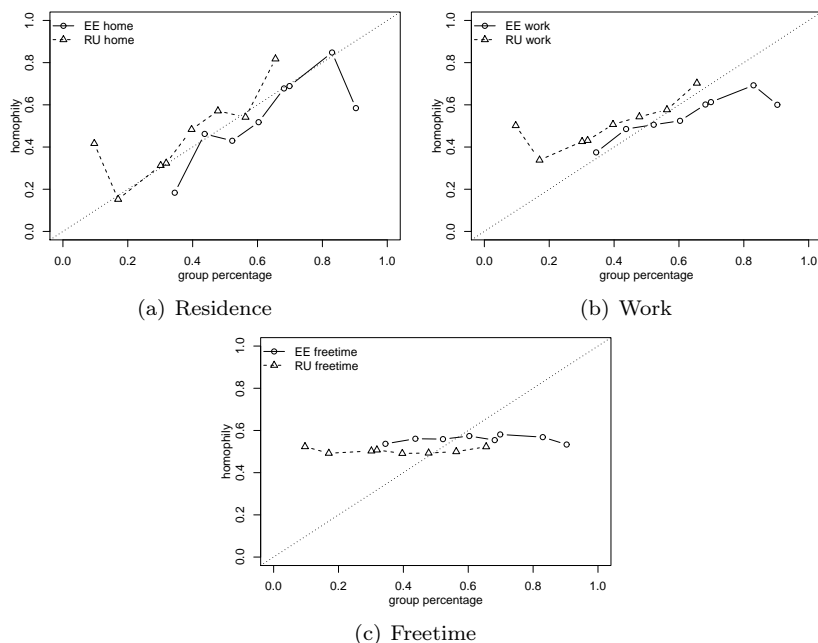 EE home
RU home
homophily
1.0
0.8
0.6
0.4
0.2
0.0
0.0 0.2 0.4 0.6 0.8 1.0
group percentage
(a) Residence
EE work
RU work
homophily
1.0
0.8
0.6
0.4
0.2
0.0
0.0 0.2 0.4 0.6 0.8 1.0
group percentage
(b) Work
EE freetime
RU freetime
homophily
1.0
0.8
0.6
0.4
0.2
0.0
0.0 0.2 0.4 0.6 0.8 1.0
group percentage
(c) Freetime